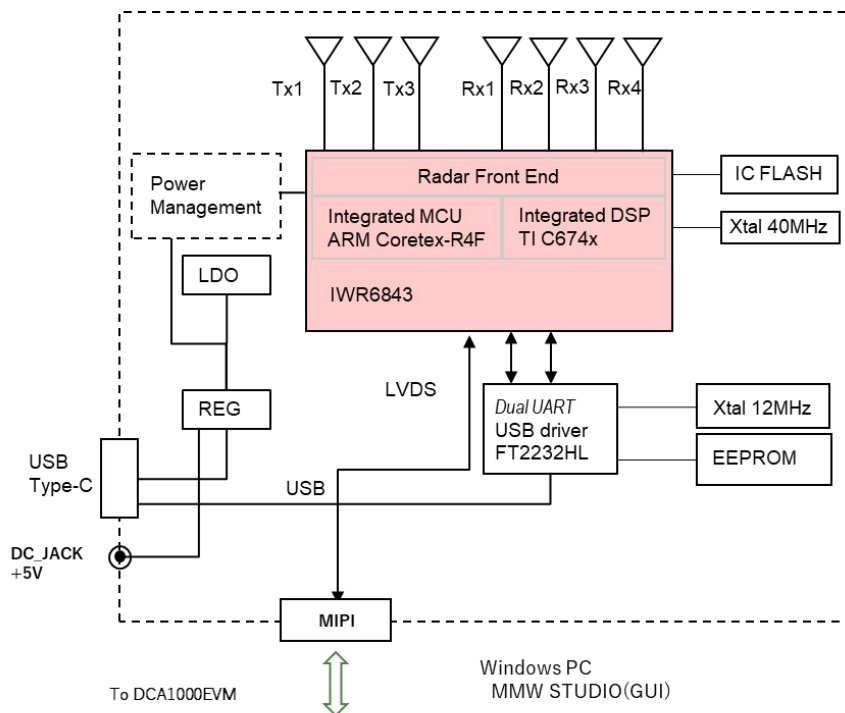 Tx1 Tx2 Tx3 Rx1 Rx2 Rx3 Rx4
Radar Front End
Integrated MCU
ARM Coretex-R4F
Integrated DSP
TI C674x
IWR6843
Power
Management
IC FLASH
Xtal 40MHz
LDO
REG
LVDS
Dual UART
USB driver
FT2232HL
Xtal 12MHz
EEPROM
USB
Type-C
USB
DC_JACK
+5V
MIPI
To DCA1000EVM
Windows PC
MMW STUDIO(GUI)